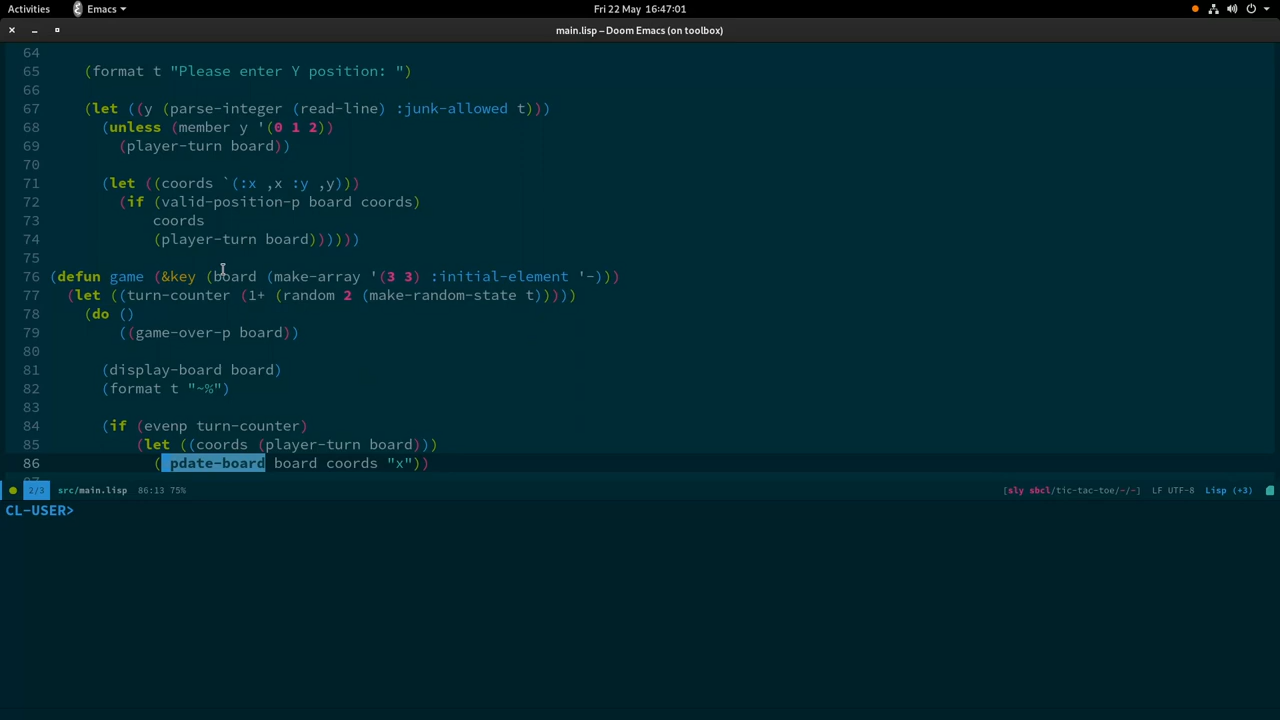 Activities Emacs Fri 22 May 16:47:01
main.lisp – Doom Emacs (on toolbox)
64
65 (format t "Please enter Y position: ")
66
67 (let ((y (parse-integer (read-line) :junk-allowed t)))
68 (unless (member y '(0 1 2))
69 (player-turn board))
70
71 (let ((coords `(:x ,x :y ,y)))
72 (if (valid-position-p board coords)
73 coords
74 (player-turn board))))))
75
76 (defun game (&key (board (make-array '(3 3) :initial-element '-)))
77 (let ((turn-counter (1+ (random 2 (make-random-state t)))))
78 (do ()
79 ((game-over-p board))
80
81 (display-board board)
82 (format t "~%")
83
84 (if (evenp turn-counter)
85 (let ((coords (player-turn board)))
86 ( pdate-board board coords "x"))
2/3 src/main.lisp 86:13 75% [sly sbcl/tic-tac-toe/-/-] LF UTF-8 Lisp (+3)
CL-USER>